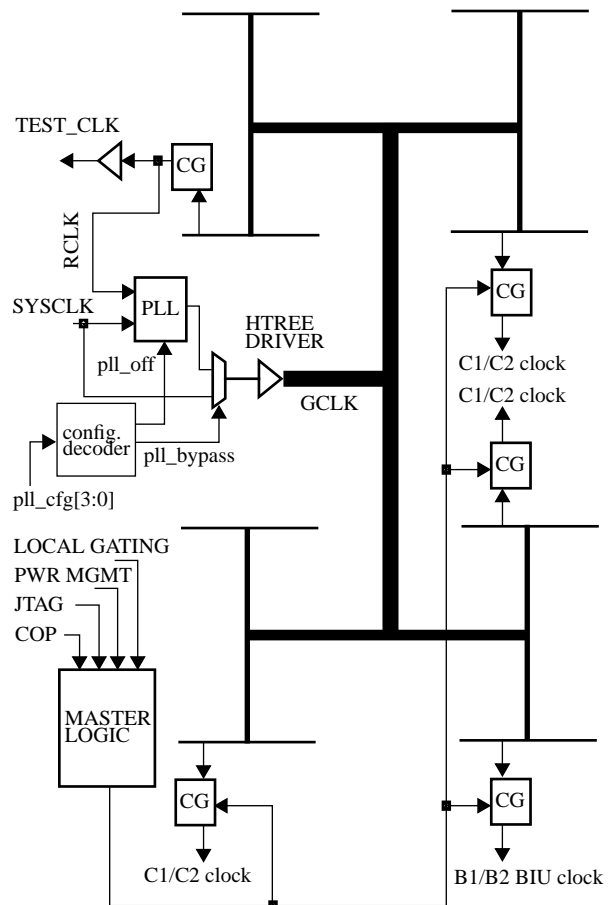 TEST_CLK
CG
RCLK
SYSCLK
PLL
HTREE
DRIVER
CG
pll_off
C1/C2 clock
GCLK
C1/C2 clock
config.
decoder
pll_bypass
CG
pll_cfg[3:0]
LOCAL GATING
PWR MGMT
JTAG
COP
MASTER
LOGIC
CG
CG
C1/C2 clock
B1/B2 BIU clock